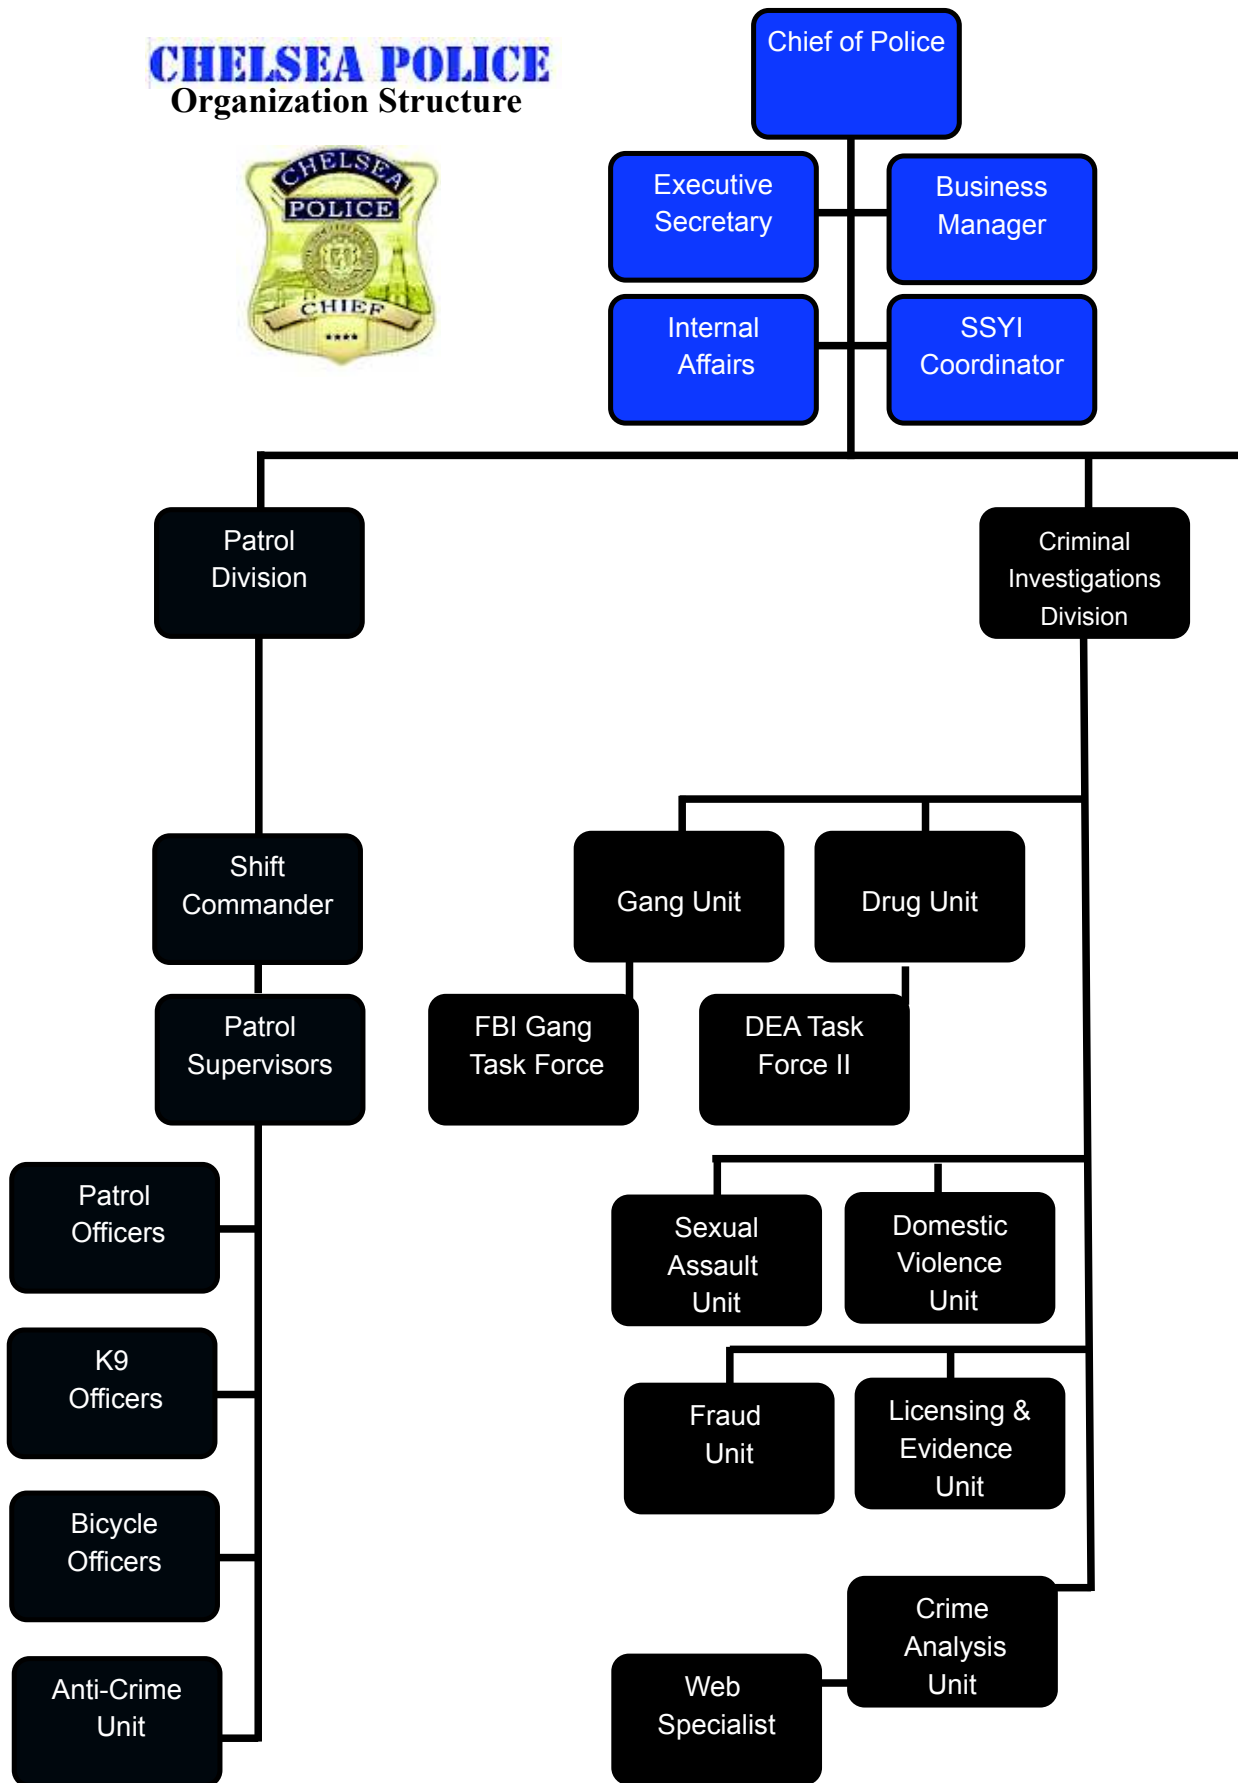 CHELSEA POLICE
Organization Structure
CHELSEA
POLICE
CHIEF
Chief of Police
Executive
Secretary
Business
Manager
Internal
Affairs
SSYI
Coordinator
Patrol
Division
Criminal
Investigations
Division
Shift
Commander
Gang Unit
Drug Unit
Patrol
Supervisors
FBI Gang
Task Force
DEA Task
Force II
Patrol
Officers
Sexual
Assault
Unit
Domestic
Violence
Unit
K9
Officers
Fraud
Unit
Licensing &
Evidence
Unit
Bicycle
Officers
Crime
Analysis
Unit
Anti-Crime
Unit
Web
Specialist